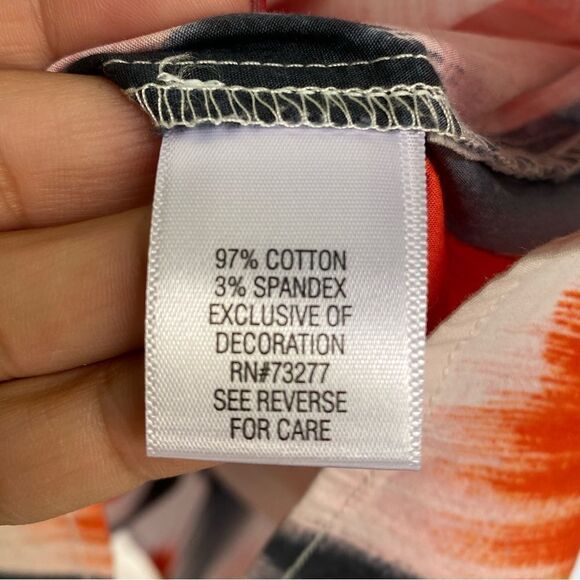 97% COTTON
3% SPANDEX
EXCLUSIVE OF
DECORATION
RN#73277
SEE REVERSE
FOR CARE